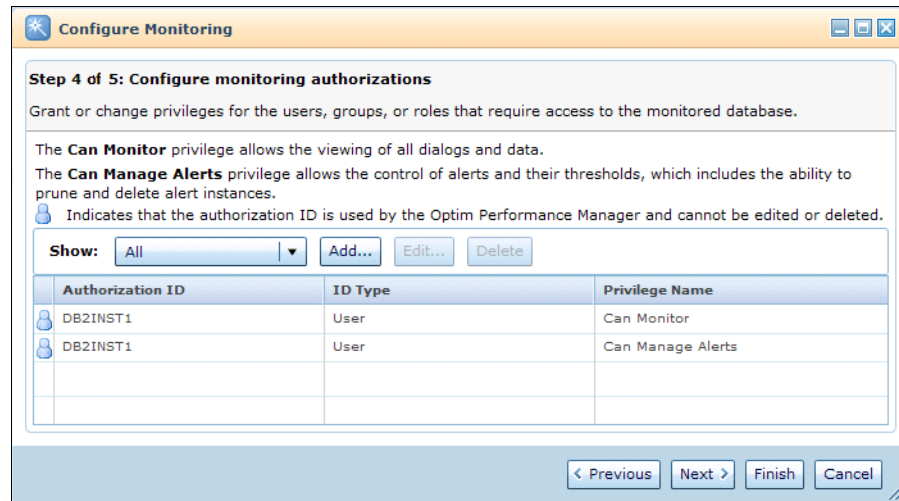 Configure Monitoring
Step 4 of 5: Configure monitoring authorizations
Grant or change privileges for the users, groups, or roles that require access to the monitored database.
The Can Monitor privilege allows the viewing of all dialogs and data.
The Can Manage Alerts privilege allows the control of alerts and their thresholds, which includes the ability to
prune and delete alert instances.
Indicates that the authorization ID is used by the Optim Performance Manager and cannot be edited or deleted.
Show: All Add... Edit... Delete
Authorization ID ID Type Privilege Name
DB2INST1 User Can Monitor
DB2INST1 User Can Manage Alerts
< Previous Next > Finish Cancel